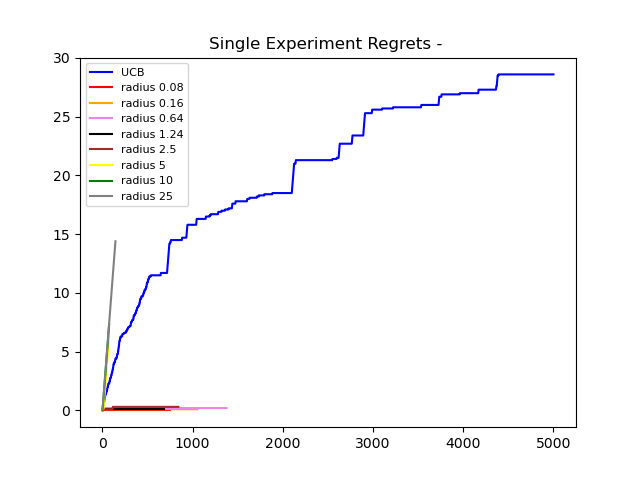 Single Experiment Regrets -
UCB
radius 0.08
radius 0.16
radius 0.64
radius 1.24
radius 2.5
radius 5
radius 10
radius 25
30
25
20
15
10
5
0
0 1000 2000 3000 4000 5000